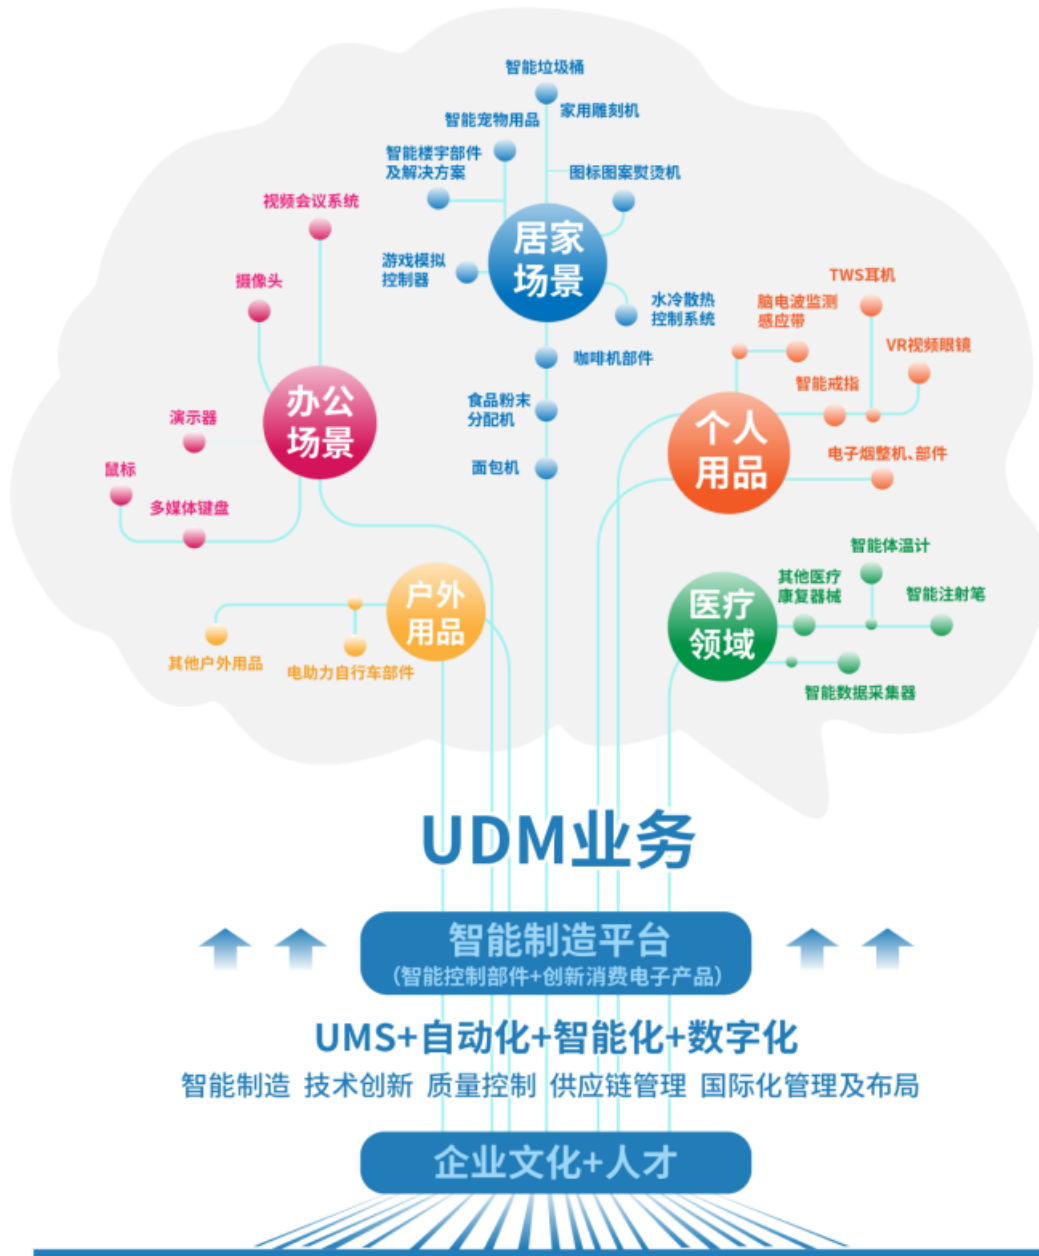 智能垃圾桶
家用雕刻机
智能宠物用品
智能楼宇部件
及解决方案
图标图案熨烫机
视频会议系统
居家
场景
游戏模拟
控制器
摄像头
水冷散热
控制系统
TWS耳机
脑电波监测
感应带
VR视频眼镜
咖啡机部件
智能戒指
办公
场景
食品粉末
分配机
演示器
个人
用品
电子烟整机、部件
鼠标
面包机
多媒体键盘
智能体温计
其他医疗
康复器械
智能注射笔
户外
用品
医疗
领域
其他户外用品
电助力自行车部件
智能数据采集器
UDM业务
智能制造平台
(智能控制部件+创新消费电子产品)
UMS+自动化+智能化+数字化
智能制造 技术创新 质量控制 供应链管理 国际化管理及布局
企业文化+人才